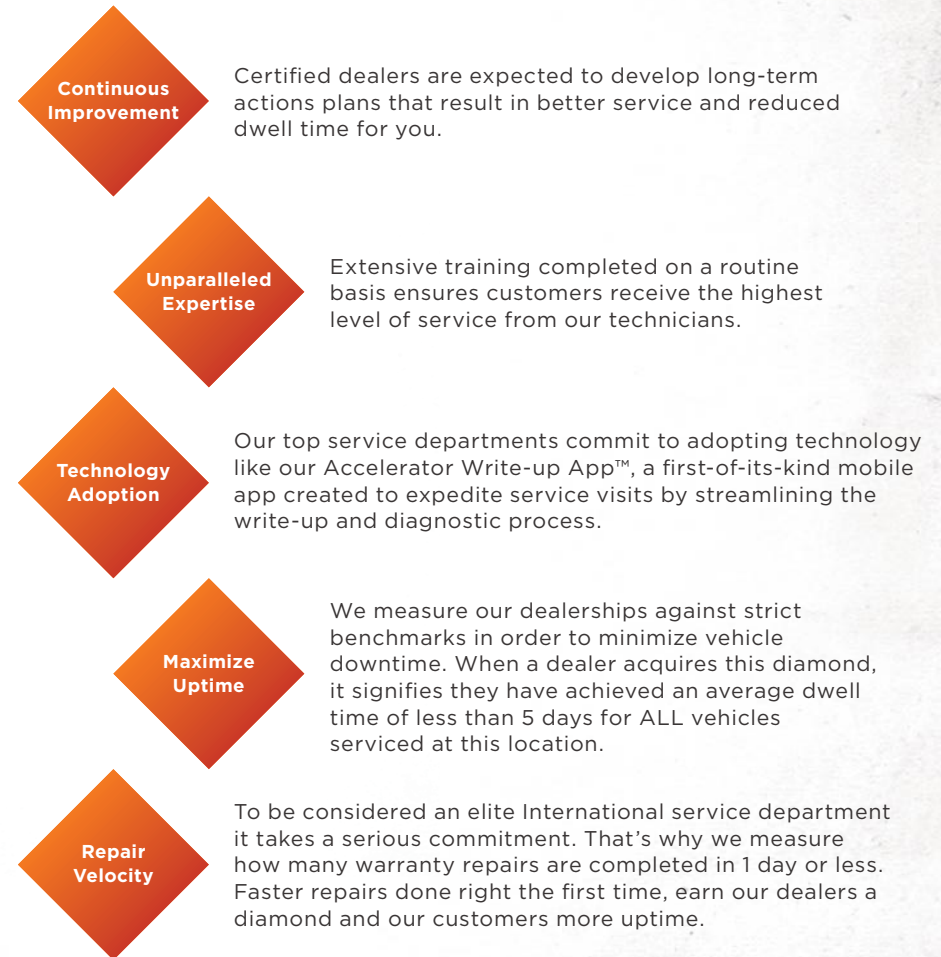 Continuous
Improvement
Certified dealers are expected to develop long-term
actions plans that result in better service and reduced
dwell time for you.
Unparalleled
Expertise
Extensive training completed on a routine
basis ensures customers receive the highest
level of service from our technicians.
Technology
Adoption
Our top service departments commit to adopting technology
like our Accelerator Write-up App™, a first-of-its-kind mobile
app created to expedite service visits by streamlining the
write-up and diagnostic process.
Maximize
Uptime
We measure our dealerships against strict
benchmarks in order to minimize vehicle
downtime. When a dealer acquires this diamond,
it signifies they have achieved an average dwell
time of less than 5 days for ALL vehicles
serviced at this location.
Repair
Velocity
To be considered an elite International service department
it takes a serious commitment. That’s why we measure
how many warranty repairs are completed in 1 day or less.
Faster repairs done right the first time, earn our dealers a
diamond and our customers more uptime.